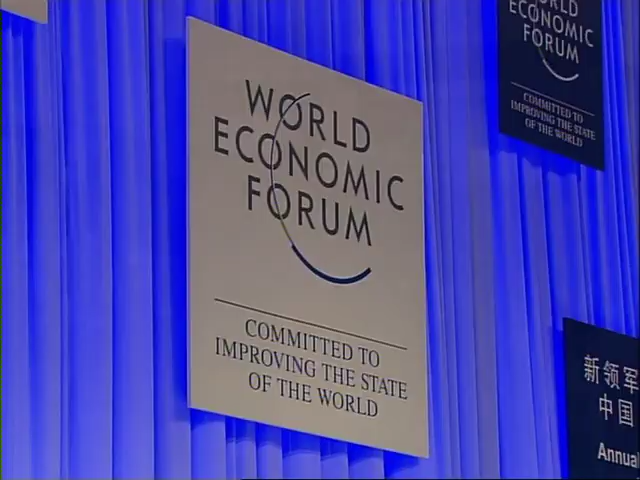 WORLD
ECONOMIC
FORUM
COMMITTED TO
IMPROVING THE STATE
OF THE WORLD
ECONOMIC
FORUM
COMMITTED TO
IMPROVING THE STATE
OF THE WORLD
新领军
中国
Annual